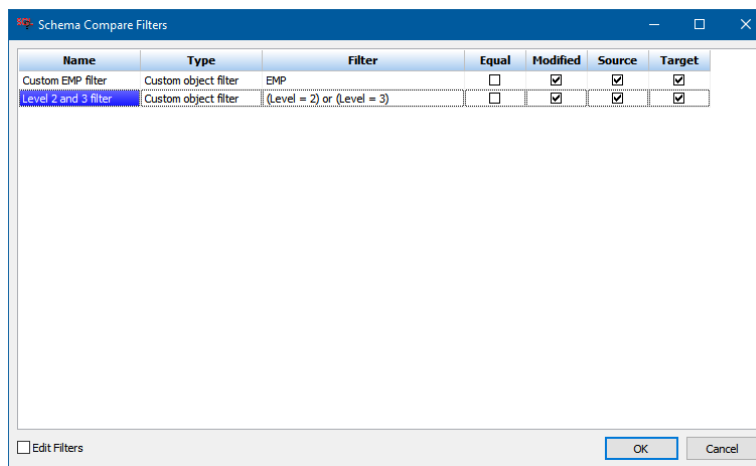 Schema Compare Filters
Name Type Filter Equal Modified Source Target
Custom EMP filter Custom object filter EMP
Level 2 and 3 filter Custom object filter (Level = 2) or (Level = 3)
Edit Filters OK Cancel